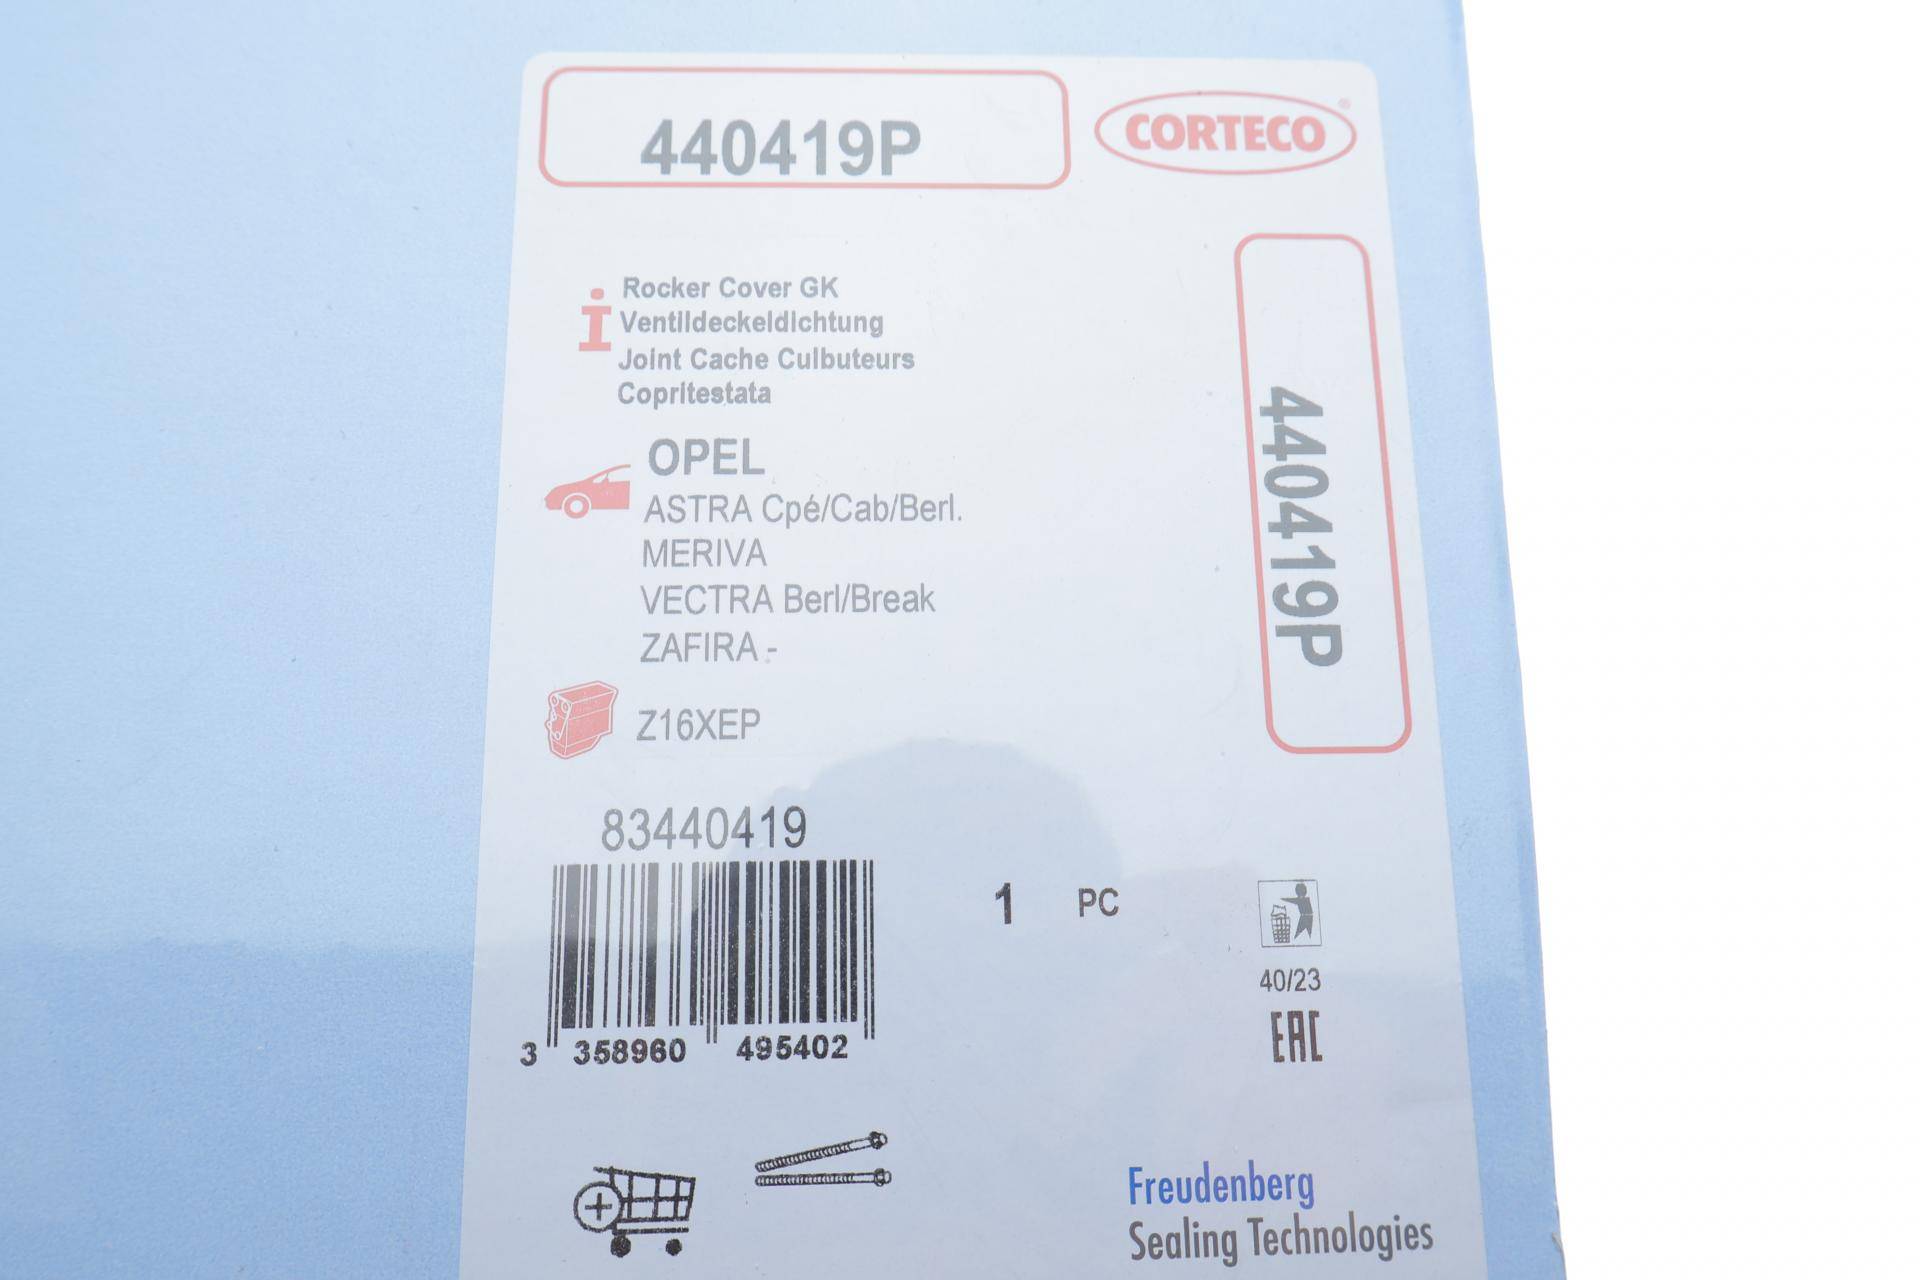 440419P
CORTECO®
Rocker Cover GK
Ventildeckeldichtung
Joint Cache Culbuteurs
Copritestata
440419P
OPEL
ASTRA Cpé/Cab/Berl.
MERIVA
VECTRA Berl/Break
ZAFIRA -
Z16XEP
83440419
1 PC
40/23
EAC
3 358960 495402
Freudenberg
Sealing Technologies